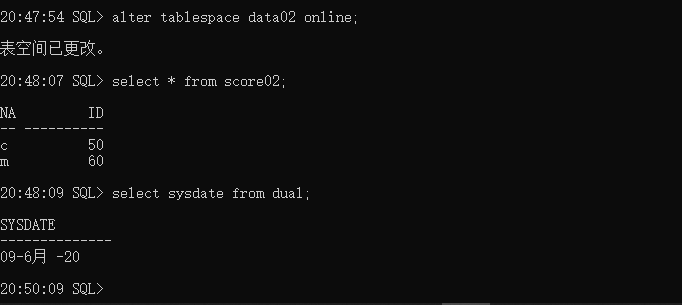 20:47:54 SQL> alter tablespace data02 online;
表空间已更改。
20:48:07 SQL> select * from score02;
NA         ID
-- ----------
c          50
m          60
20:48:09 SQL> select sysdate from dual;
SYSDATE
--------------
09-6月 -20
20:50:09 SQL>